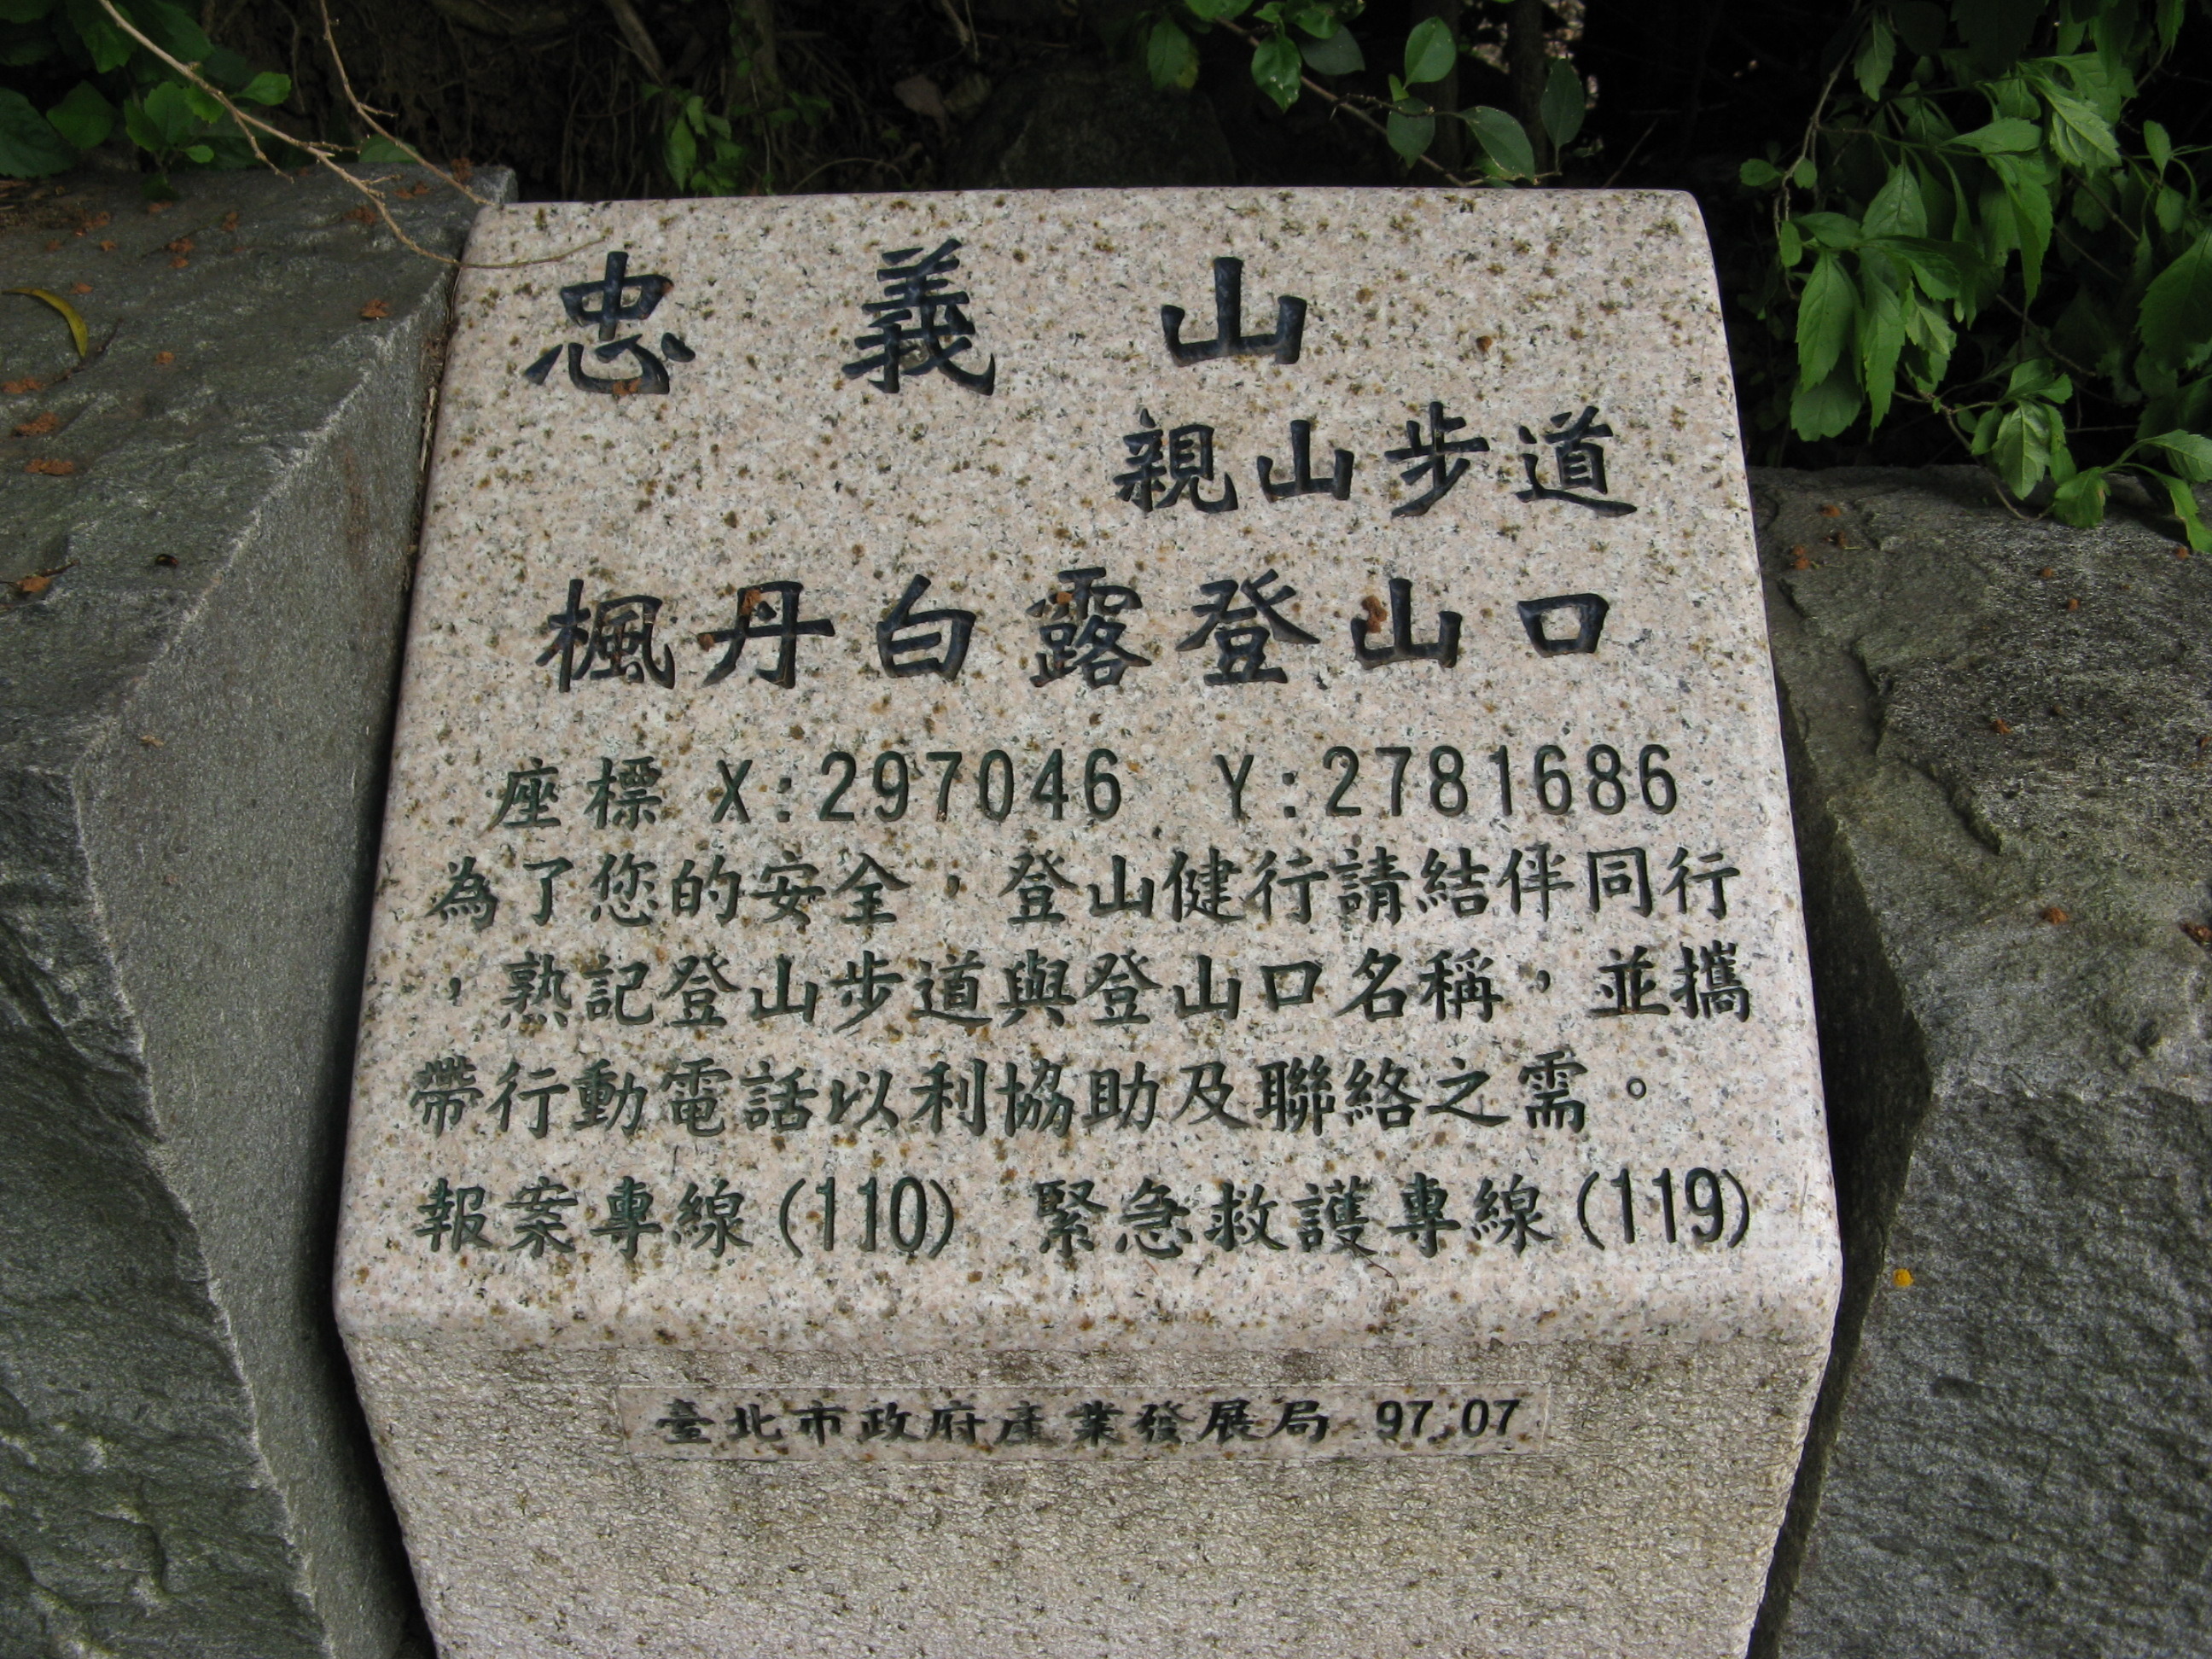 忠義山
親山步道
楓丹白露登山口
座標 X:297046 Y:2781686
為了您的安全，登山健行請結伴同行
，熟記登山步道與登山口名稱，並攜
帶行動電話以利協助及聯絡之需。
報案專線(110) 緊急救護專線(119)
臺北市政府產業發展局 97.07